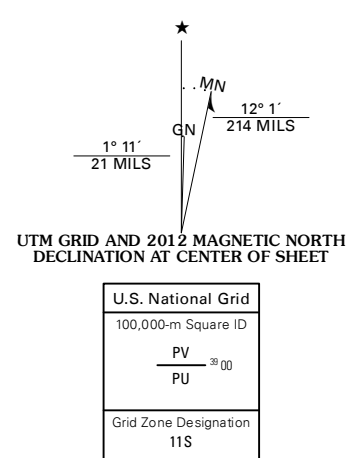 ★
MN
12° 1´
214 MILS
GN
1° 11´
21 MILS
UTM GRID AND 2012 MAGNETIC NORTH
DECLINATION AT CENTER OF SHEET
U.S. National Grid
100,000-m Square ID
PV
39 00
PU
Grid Zone Designation
11S